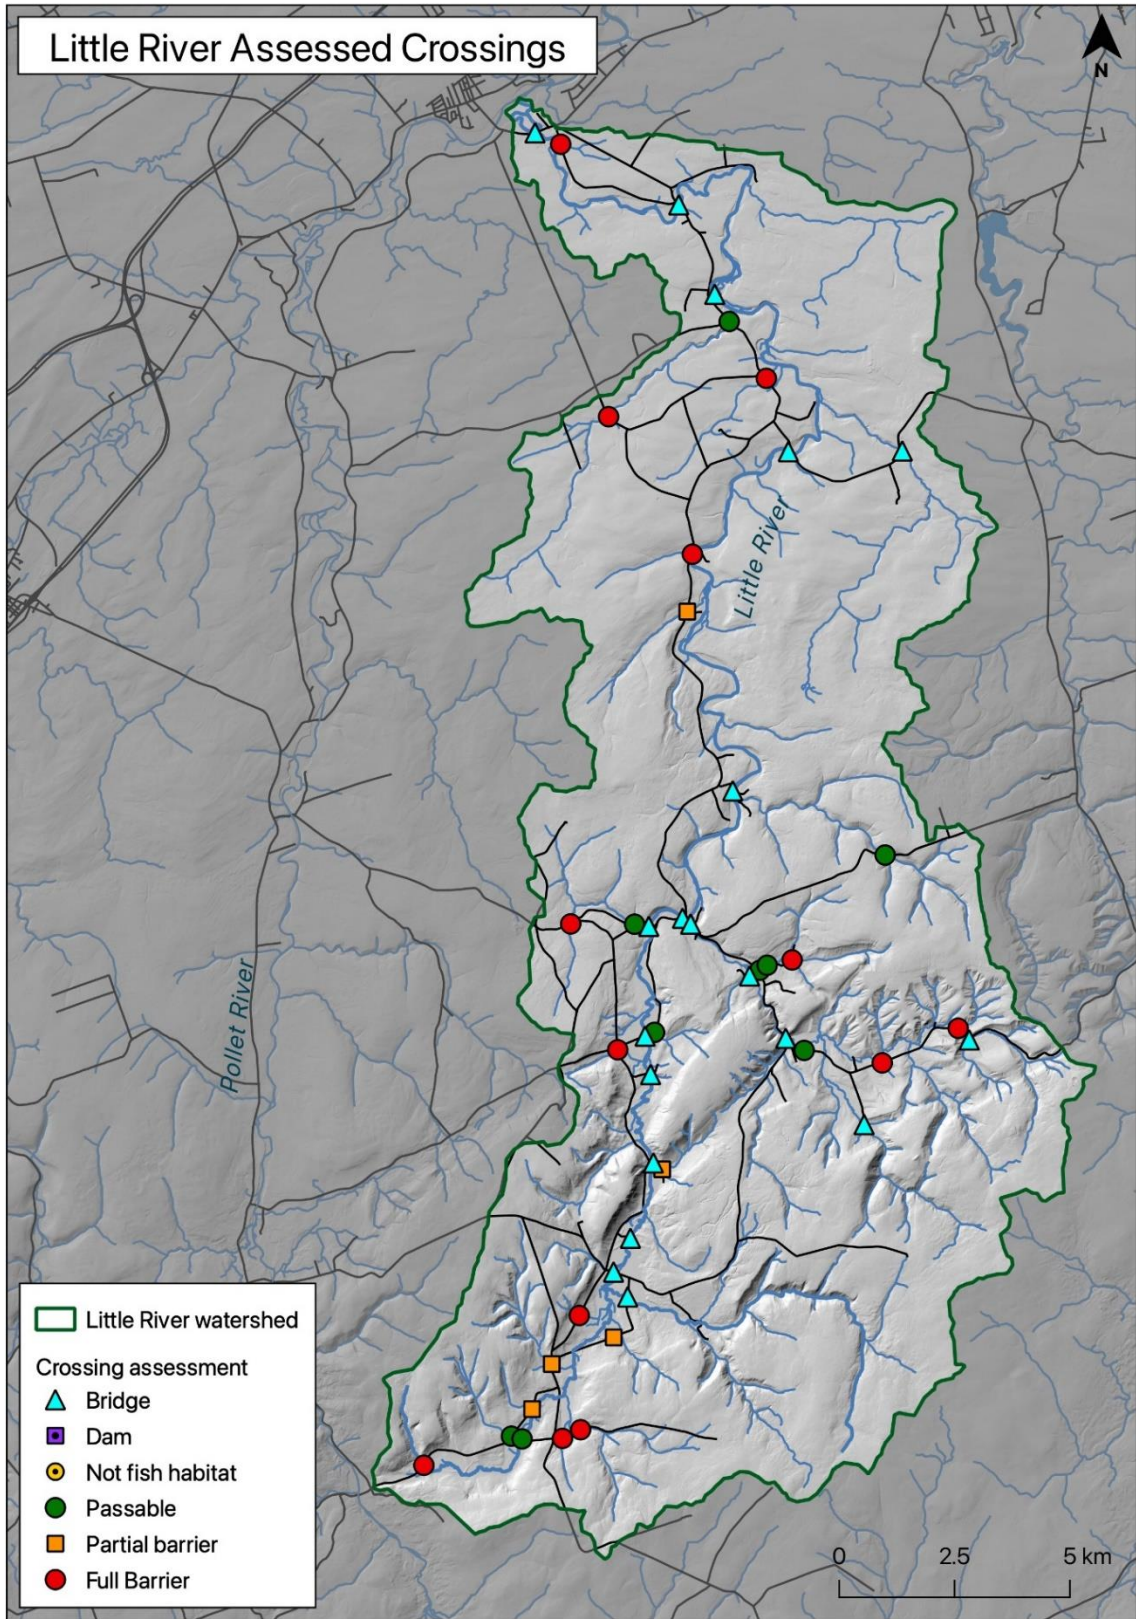 Little River Assessed Crossings
N
Little River
Pollet River
Little River watershed
Crossing assessment
Bridge
Dam
Not fish habitat
Passable
Partial barrier
Full Barrier
0 2.5 5 km